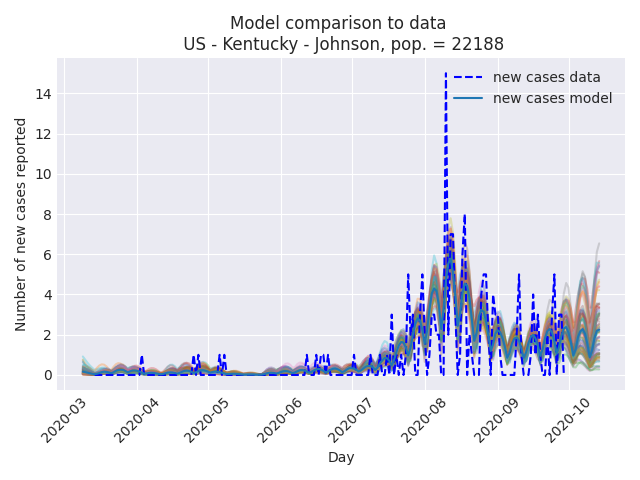 Model comparison to data
US - Kentucky - Johnson, pop. = 22188
new cases data
new cases model
Number of new cases reported
14
12
10
8
6
4
2
0
2020-03
2020-04
2020-05
2020-06
2020-07
2020-08
2020-09
2020-10
Day